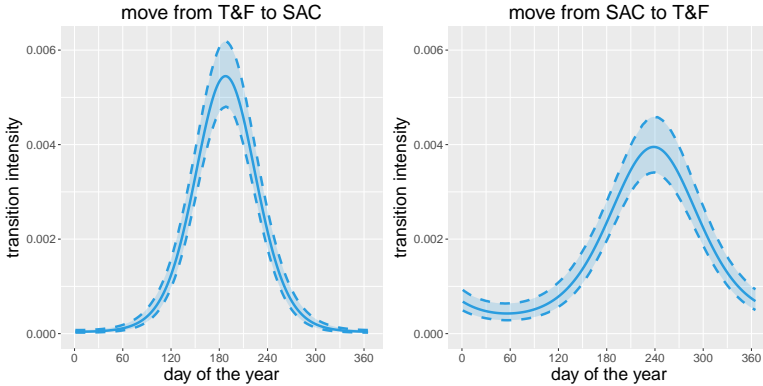 move from T&F to SAC
transition intensity
0.006
0.004
0.002
0.000
0 60 120 180 240 300 360
day of the year
move from SAC to T&F
transition intensity
0.006
0.004
0.002
0.000
0 60 120 180 240 300 360
day of the year